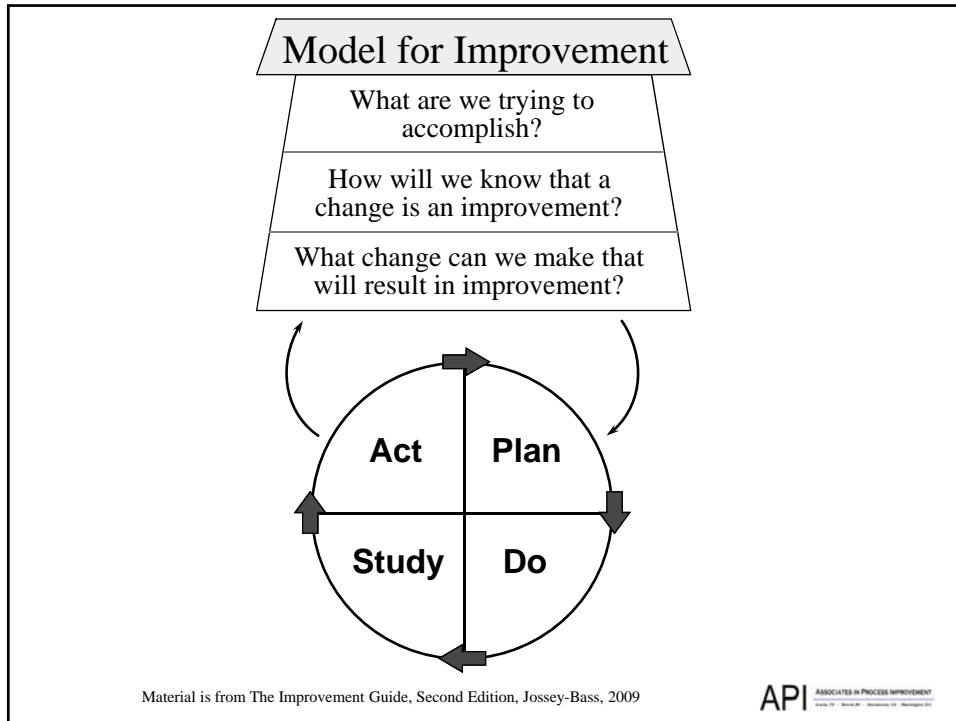 Model for Improvement
What are we trying to
accomplish?
How will we know that a
change is an improvement?
What change can we make that
will result in improvement?
Act
Plan
Study
Do
Material is from The Improvement Guide, Second Edition, Jossey-Bass, 2009
API
ASSOCIATES IN PROCESS IMPROVEMENT